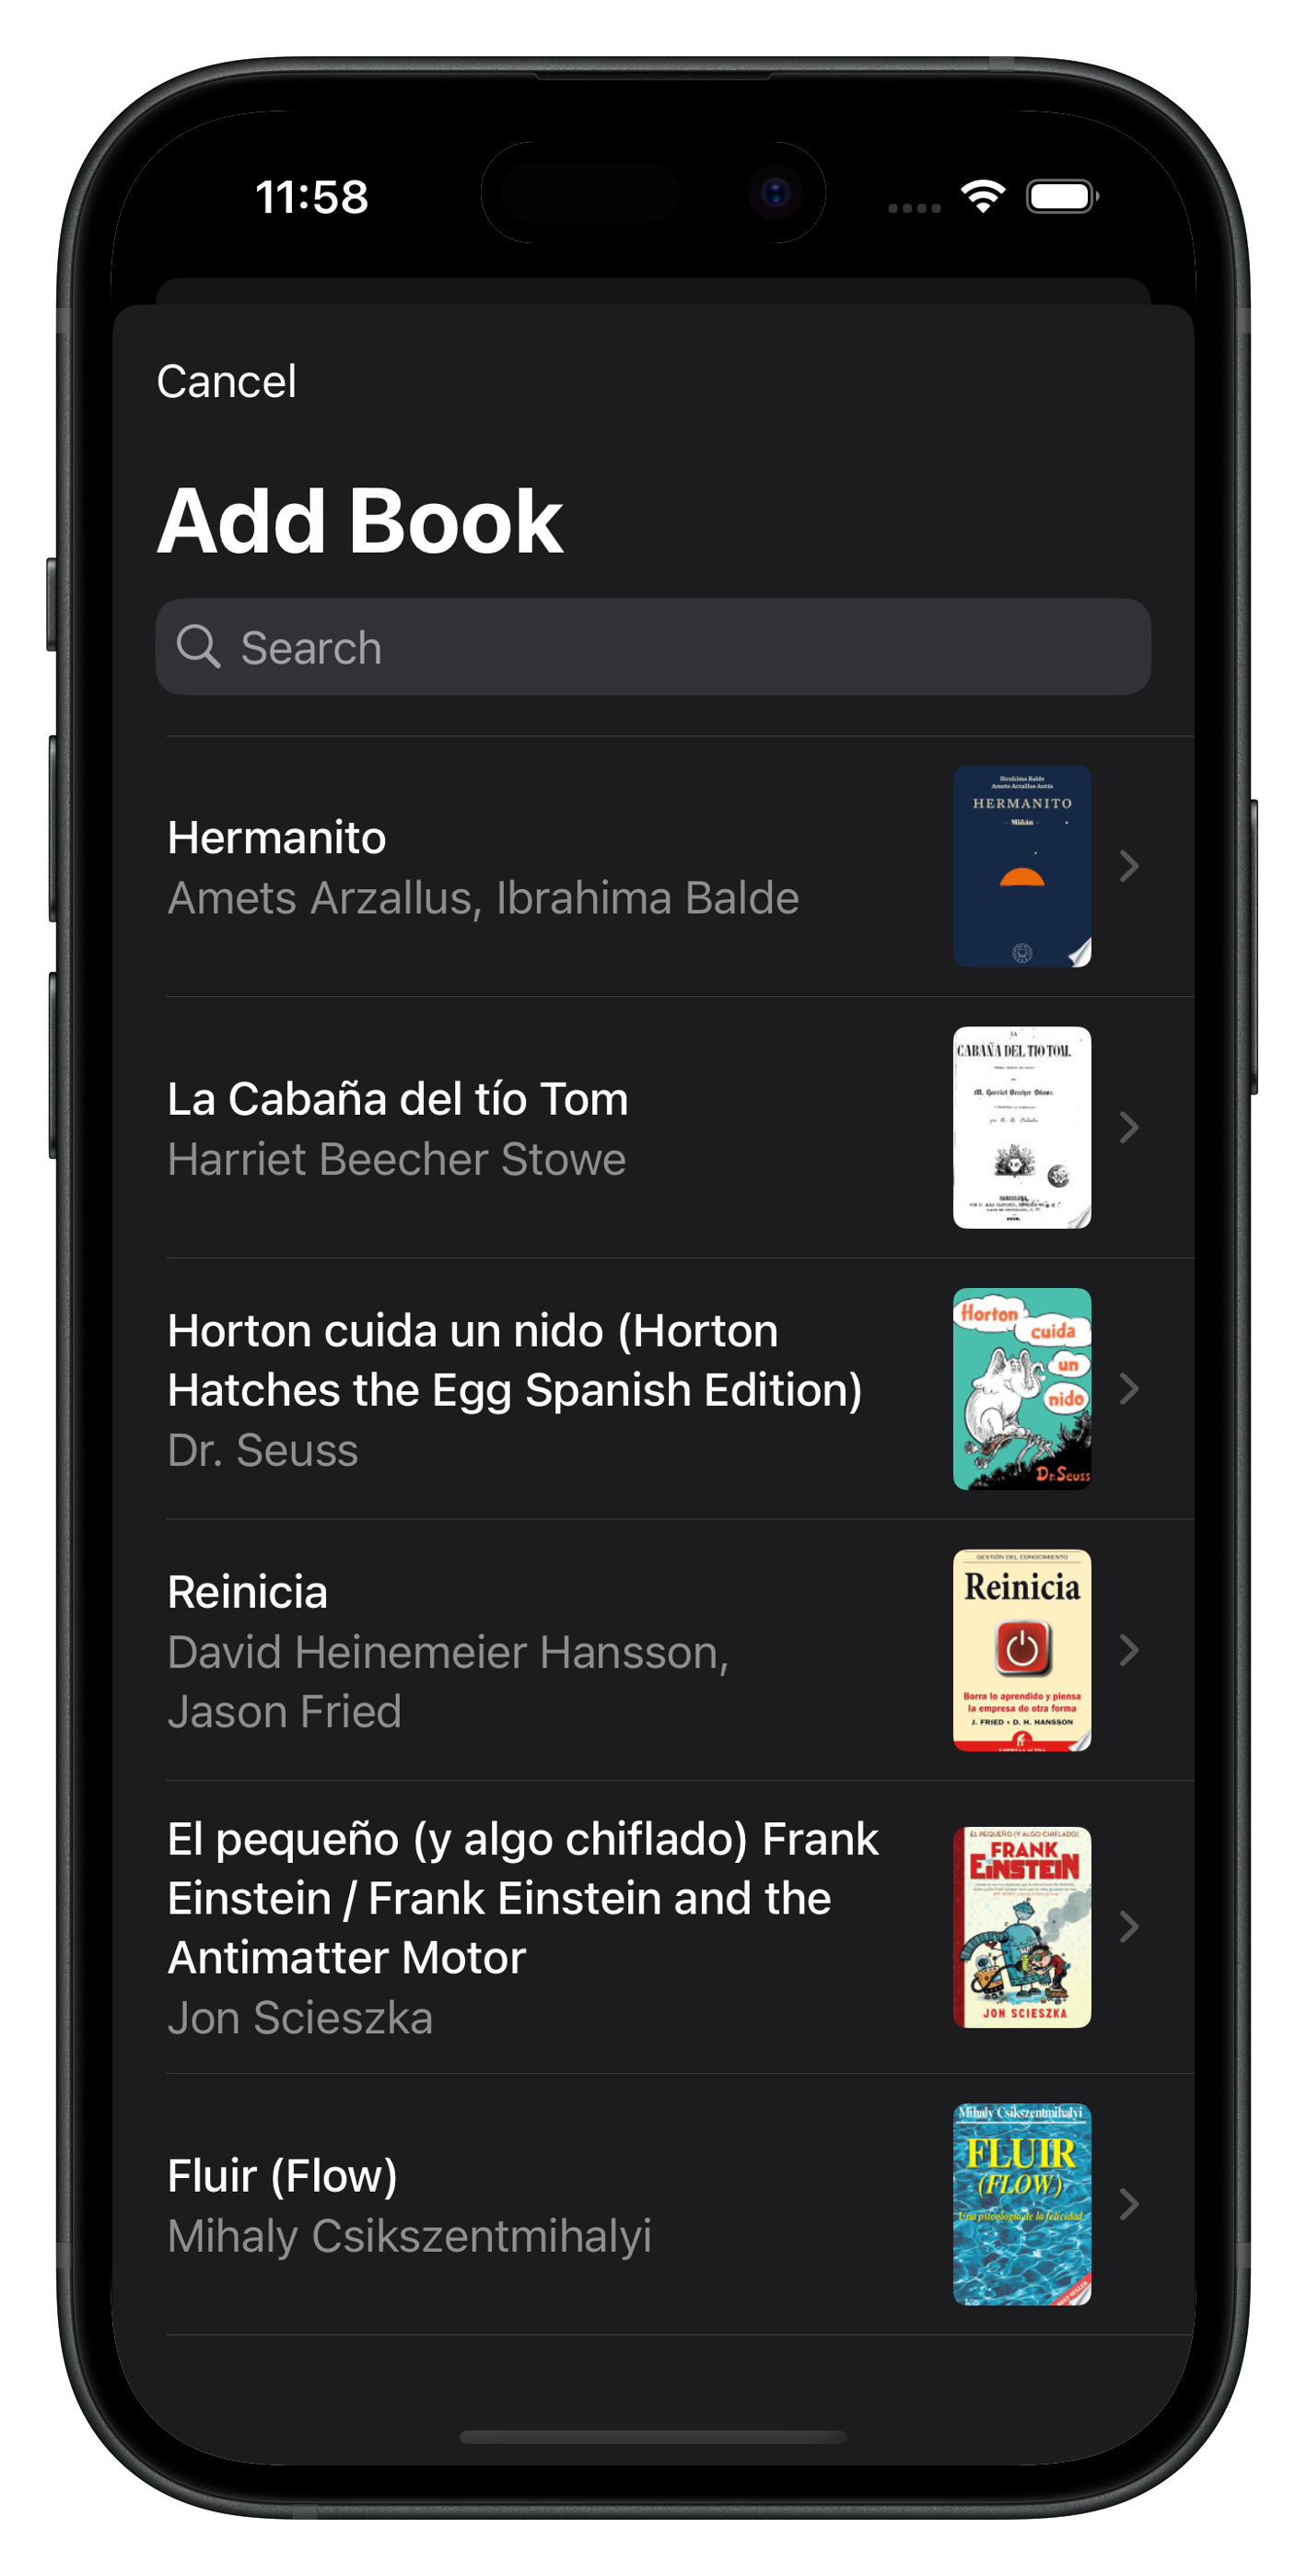 11:58
Cancel
Add Book
Search
Hermanito
Amets Arzallus, Ibrahima Balde
Ibrahima Balde
Amets Arzallus Antia
HERMANITO
Miñán
La Cabaña del tío Tom
Harriet Beecher Stowe
LA
CABAÑA DEL TIO TOM.
M. Harriet Beecher Stowe.
Horton cuida un nido (Horton
Hatches the Egg Spanish Edition)
Dr. Seuss
Horton
cuida
un
nido
Dr. Seuss
Reinicia
David Heinemeier Hansson,
Jason Fried
GESTIÓN DEL CONOCIMIENTO
Reinicia
Borra lo aprendido y piensa
la empresa de otra forma
J. FRIED Y D. H. HANSSON
El pequeño (y algo chiflado) Frank
Einstein / Frank Einstein and the
Antimatter Motor
Jon Scieszka
EL PEQUEÑO (Y ALGO CHIFLADO)
FRANK
EINSTEIN
JON SCIESZKA
Fluir (Flow)
Mihaly Csikszentmihalyi
Mihaly Csikszentmihalyi
FLUIR
(FLOW)
Una psicología de la felicidad